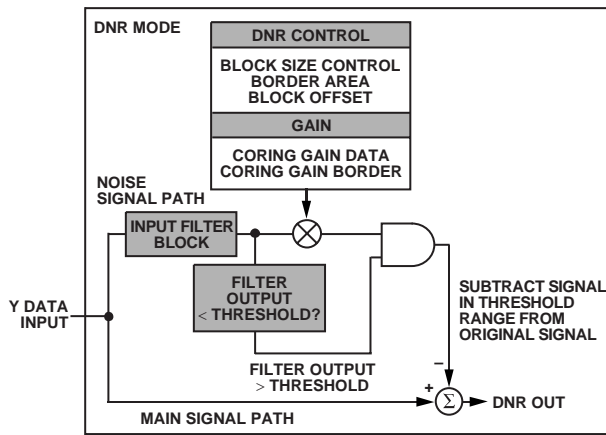 DNR MODE
DNR CONTROL
BLOCK SIZE CONTROL
BORDER AREA
BLOCK OFFSET
GAIN
CORING GAIN DATA
CORING GAIN BORDER
NOISE
SIGNAL PATH
INPUT FILTER
BLOCK
FILTER
OUTPUT
< THRESHOLD?
Y DATA
INPUT
FILTER OUTPUT
> THRESHOLD
SUBTRACT SIGNAL
IN THRESHOLD
RANGE FROM
ORIGINAL SIGNAL
–
+
Σ
DNR OUT
MAIN SIGNAL PATH